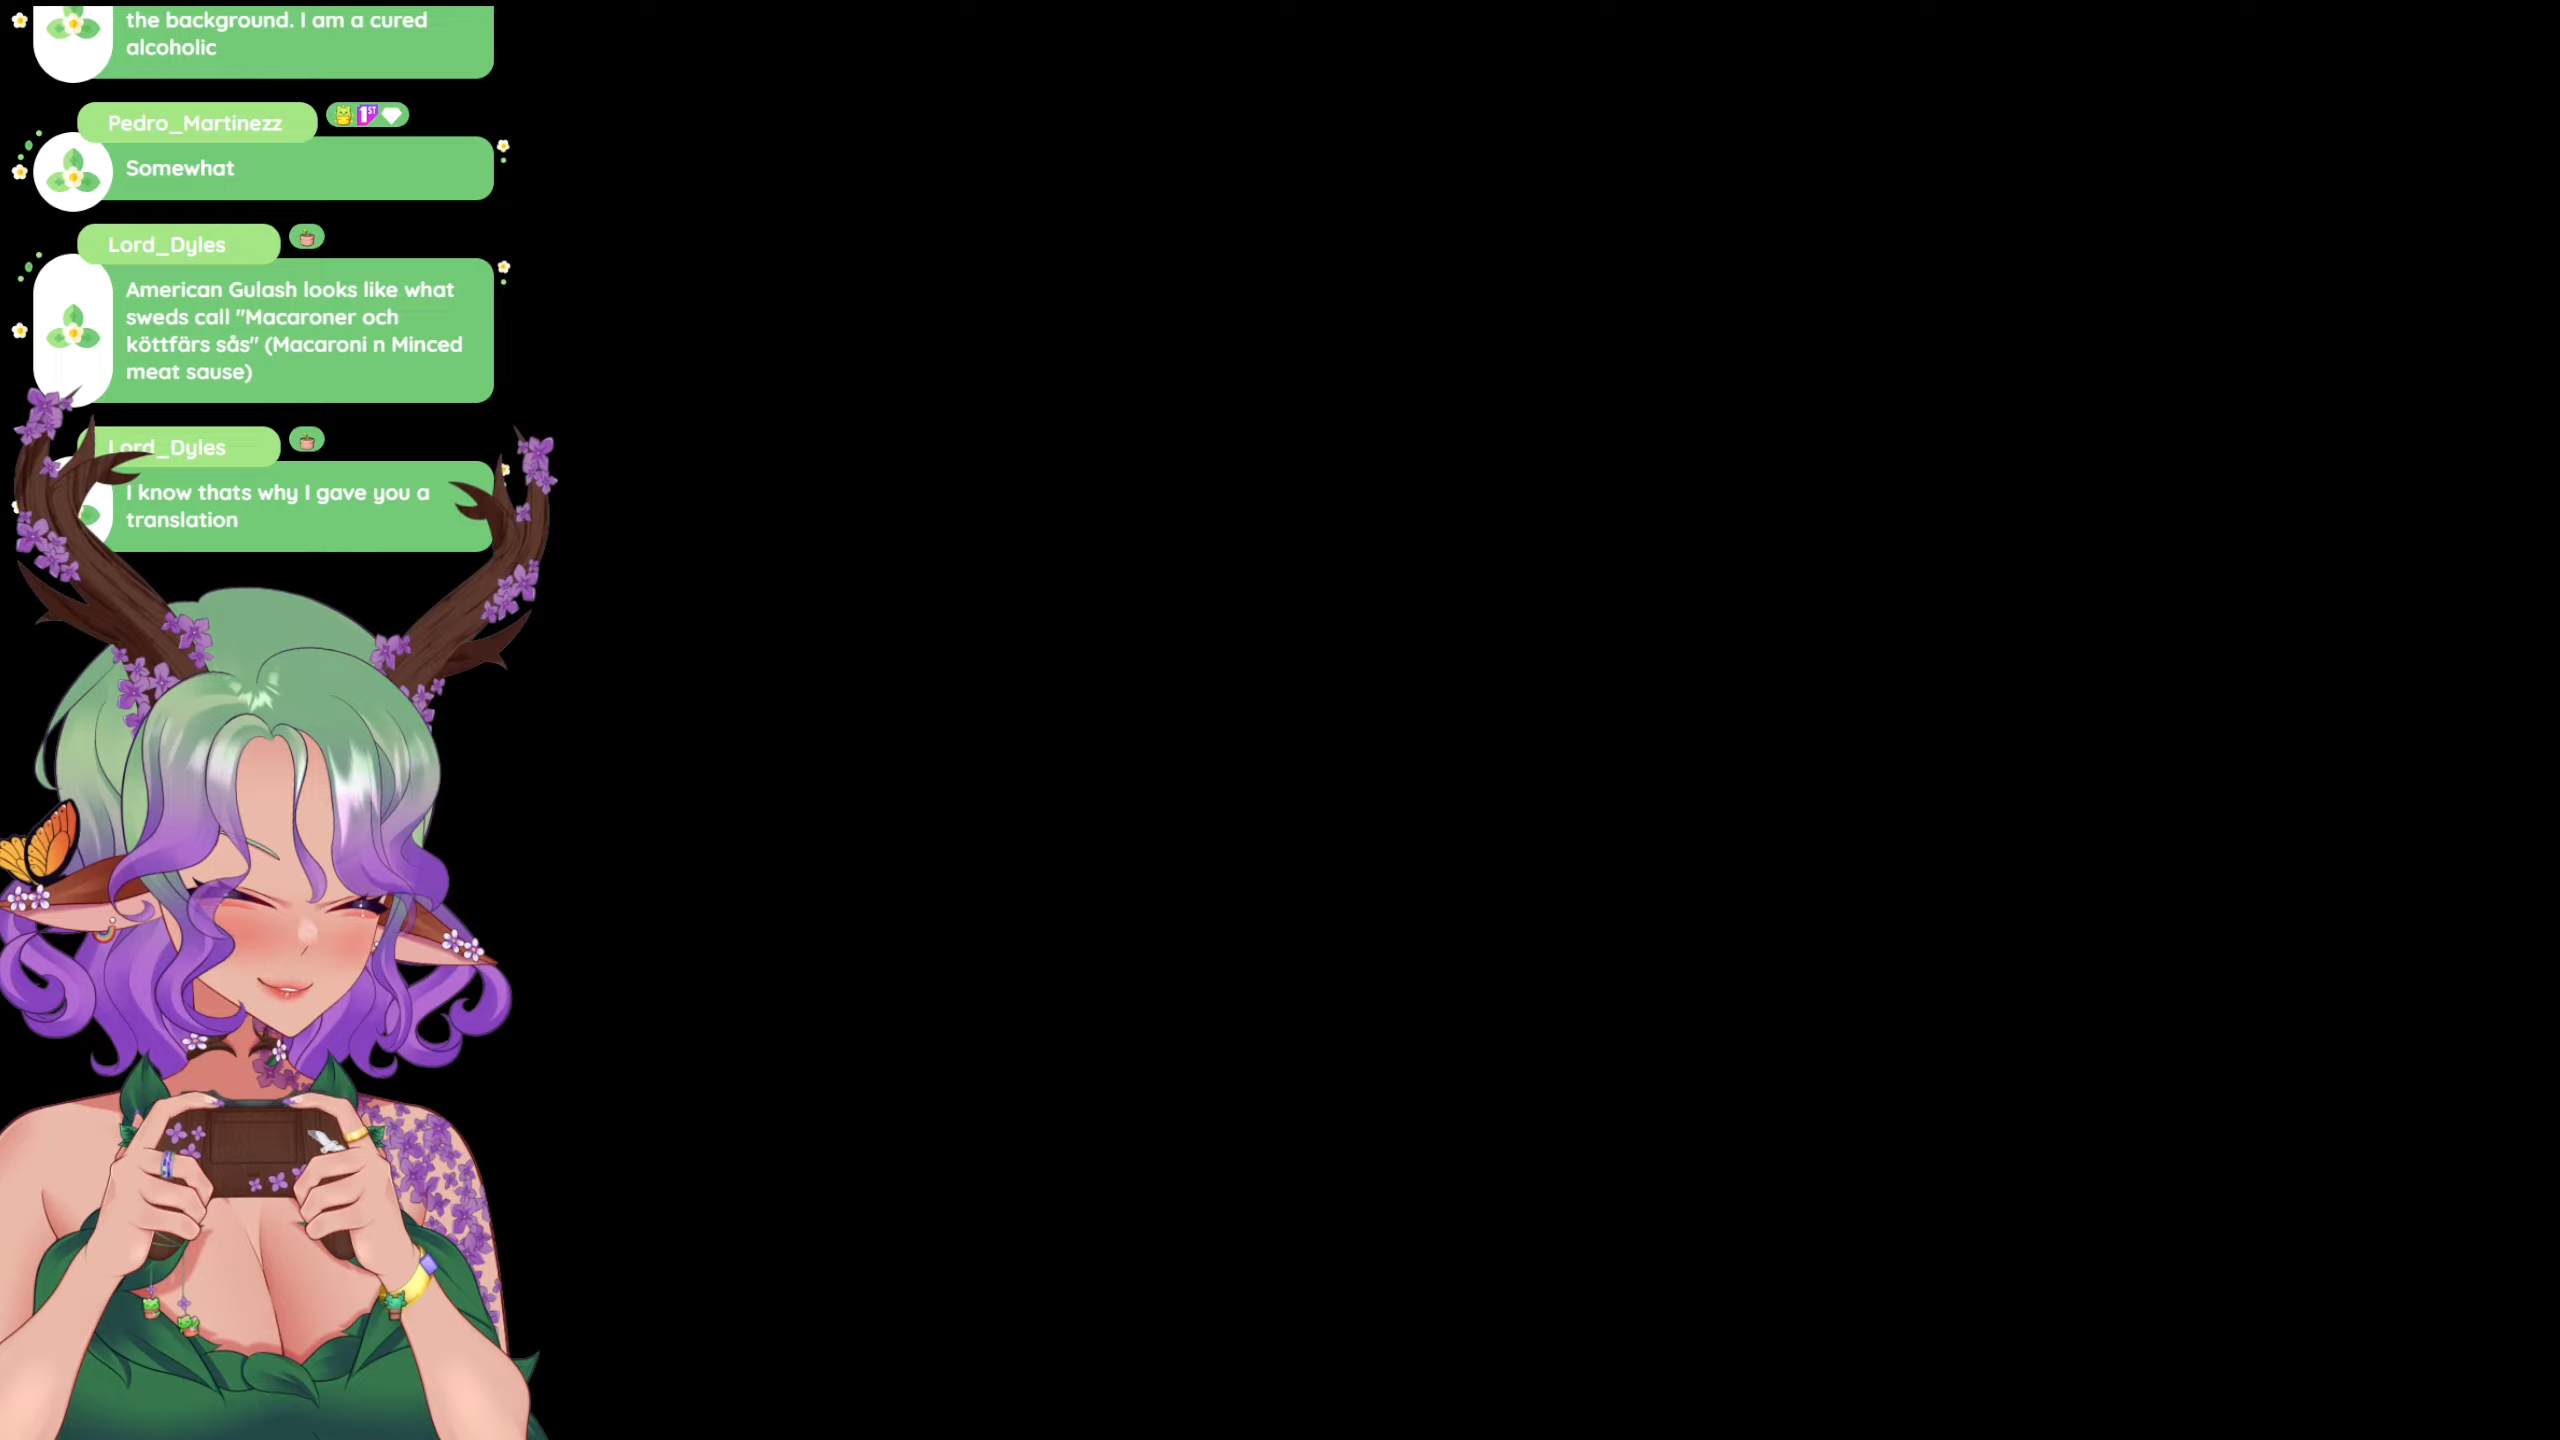 the background. I am a cured
alcoholic
Pedro_Martinezz
1ST
Somewhat
Lord_Dyles
American Gulash looks like what
sweds call "Macaroner och
köttfärs sås" (Macaroni n Minced
meat sause)
Lord_Dyles
I know thats why I gave you a
translation